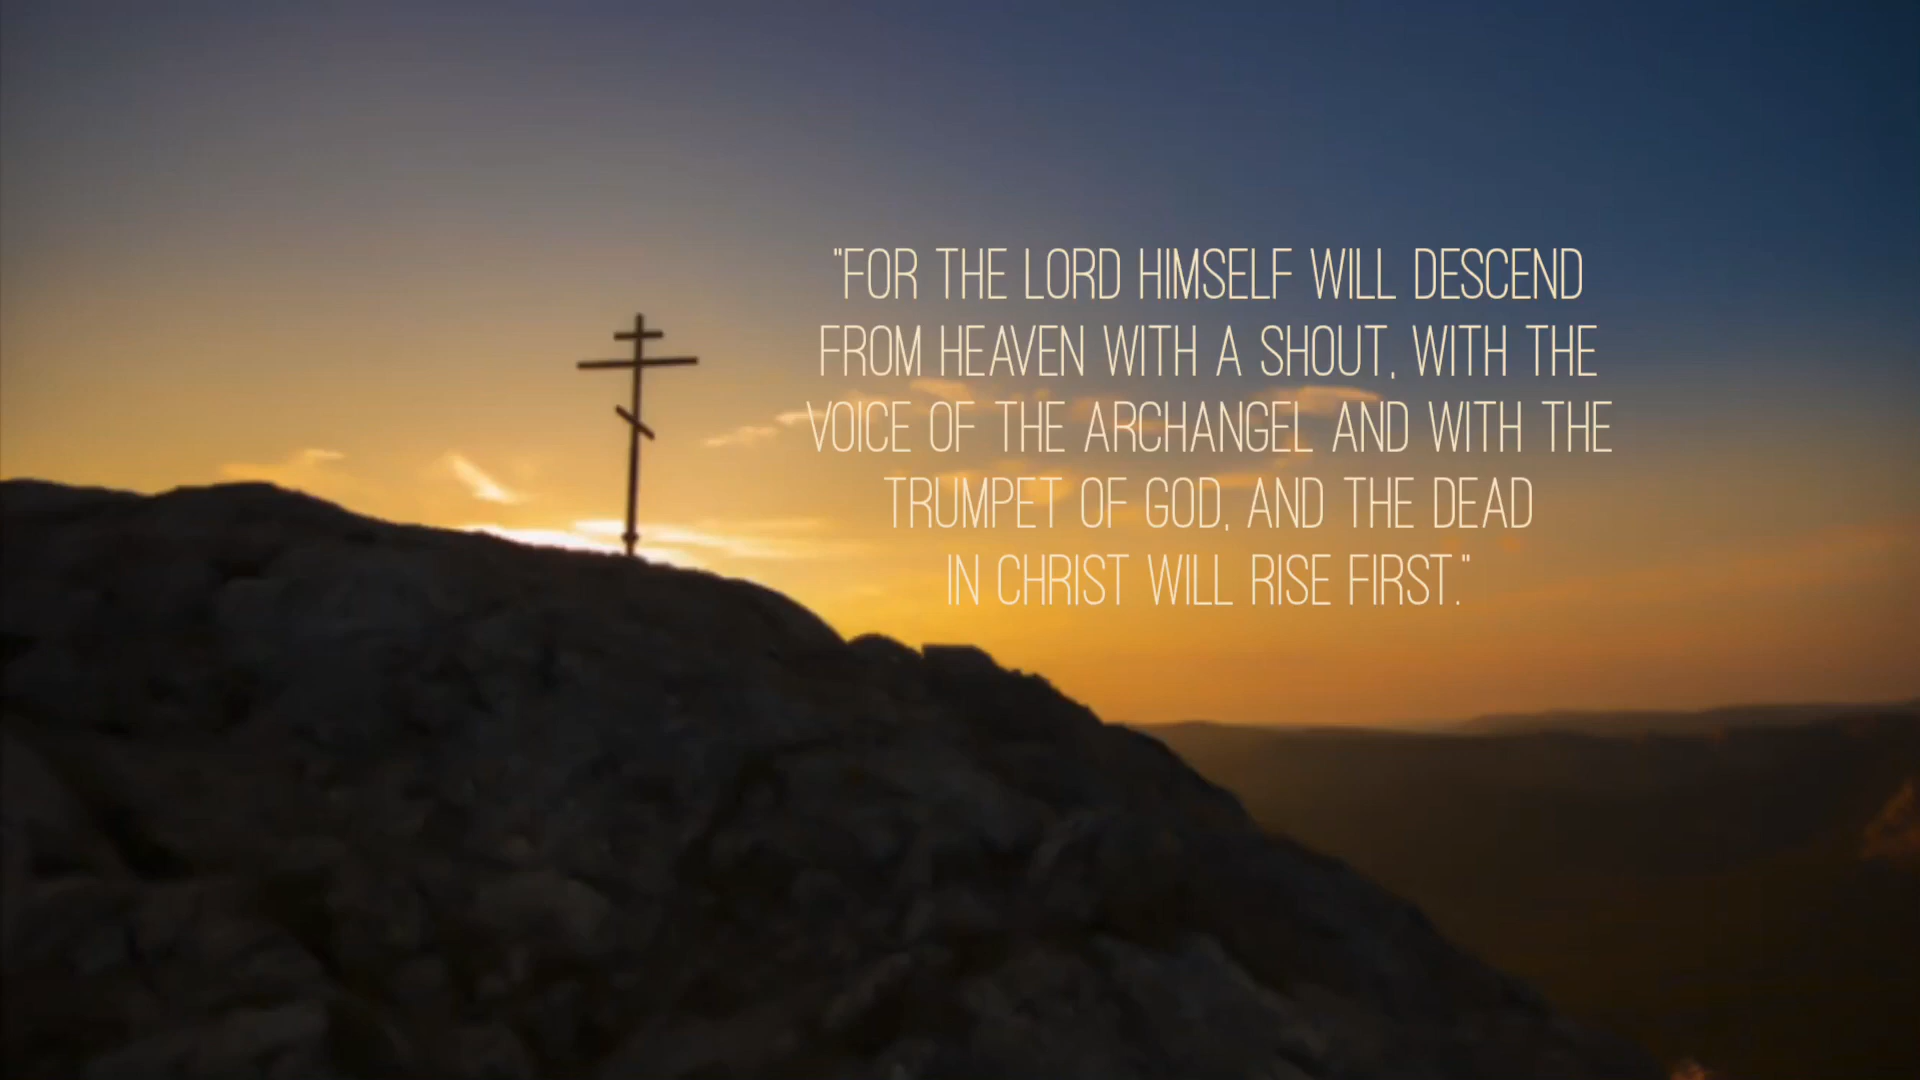 "FOR THE LORD HIMSELF WILL DESCEND
FROM HEAVEN WITH A SHOUT, WITH THE
VOICE OF THE ARCHANGEL AND WITH THE
TRUMPET OF GOD, AND THE DEAD
IN CHRIST WILL RISE FIRST."